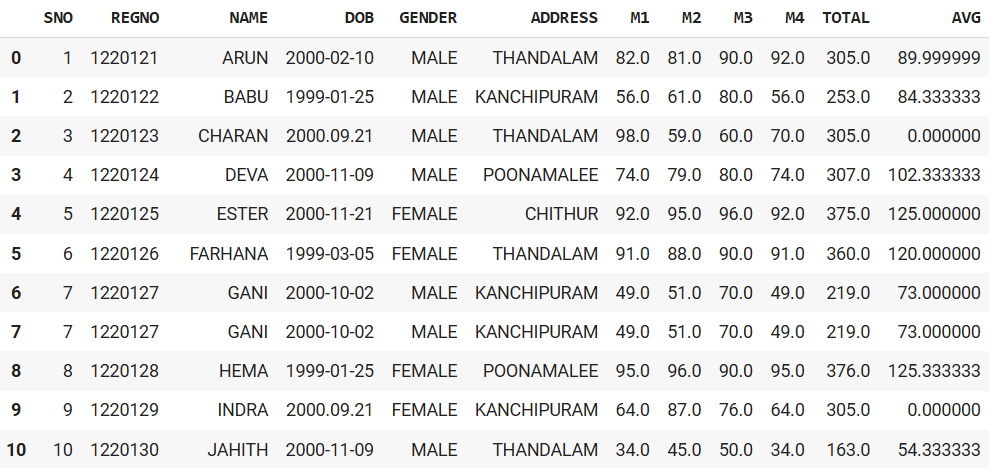 SNO REGNO NAME DOB GENDER ADDRESS M1 M2 M3 M4 TOTAL AVG
0 1 1220121 ARUN 2000-02-10 MALE THANDALAM 82.0 81.0 90.0 92.0 305.0 89.999999
1 2 1220122 BABU 1999-01-25 MALE KANCHIPURAM 56.0 61.0 80.0 56.0 253.0 84.333333
2 3 1220123 CHARAN 2000.09.21 MALE THANDALAM 98.0 59.0 60.0 70.0 305.0 0.000000
3 4 1220124 DEVA 2000-11-09 MALE POONAMALEE 74.0 79.0 80.0 74.0 307.0 102.333333
4 5 1220125 ESTER 2000-11-21 FEMALE CHITHUR 92.0 95.0 96.0 92.0 375.0 125.000000
5 6 1220126 FARHANA 1999-03-05 FEMALE THANDALAM 91.0 88.0 90.0 91.0 360.0 120.000000
6 7 1220127 GANI 2000-10-02 MALE KANCHIPURAM 49.0 51.0 70.0 49.0 219.0 73.000000
7 7 1220127 GANI 2000-10-02 MALE KANCHIPURAM 49.0 51.0 70.0 49.0 219.0 73.000000
8 8 1220128 HEMA 1999-01-25 FEMALE POONAMALEE 95.0 96.0 90.0 95.0 376.0 125.333333
9 9 1220129 INDRA 2000.09.21 FEMALE KANCHIPURAM 64.0 87.0 76.0 64.0 305.0 0.000000
10 10 1220130 JAHITH 2000-11-09 MALE THANDALAM 34.0 45.0 50.0 34.0 163.0 54.333333